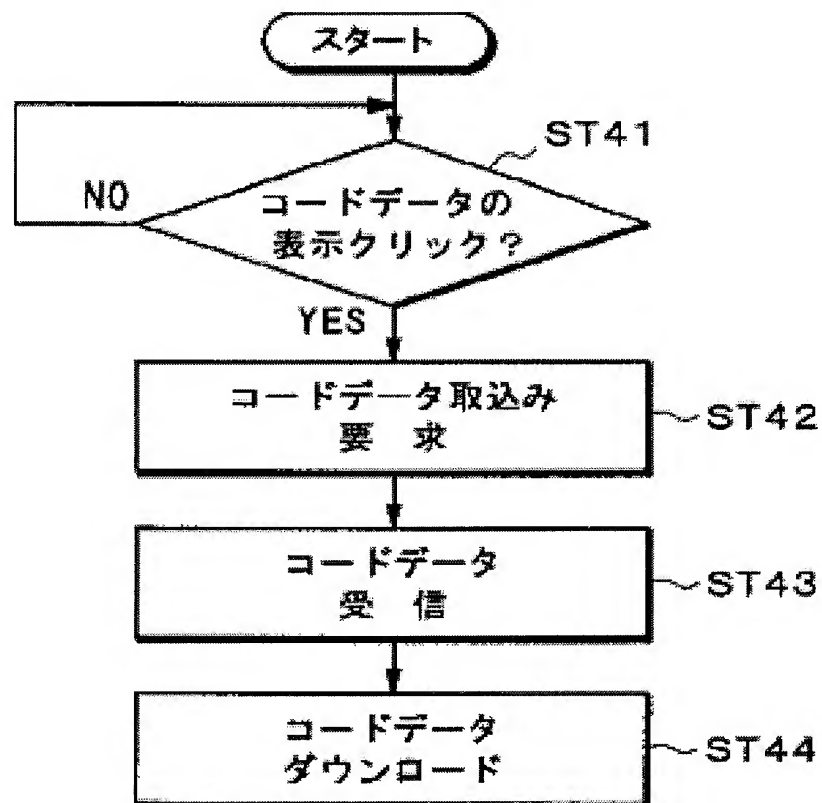 スタート
ST41
NO
コードデータの
表示クリック?
YES
コードデータ取込み
要 求
ST42
コードデータ
受 信
ST43
コードデータ
ダウンロード
ST44